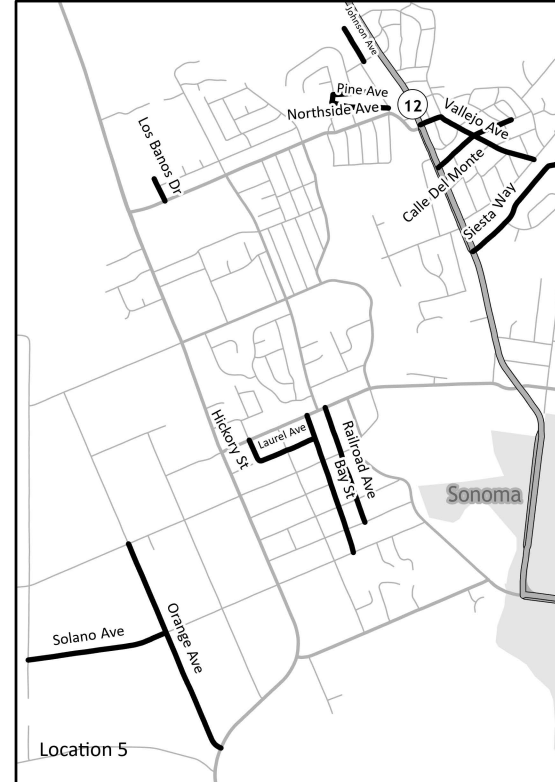 Johnson Ave
Pine Ave
12
Northside Ave
Vallejo Ave
Los Banos Dr
Calle Del Monte
Siesta Way
Hickory St
Laurel Ave
Railroad Ave
Bay St
Sonoma
Orange Ave
Solano Ave
Location 5